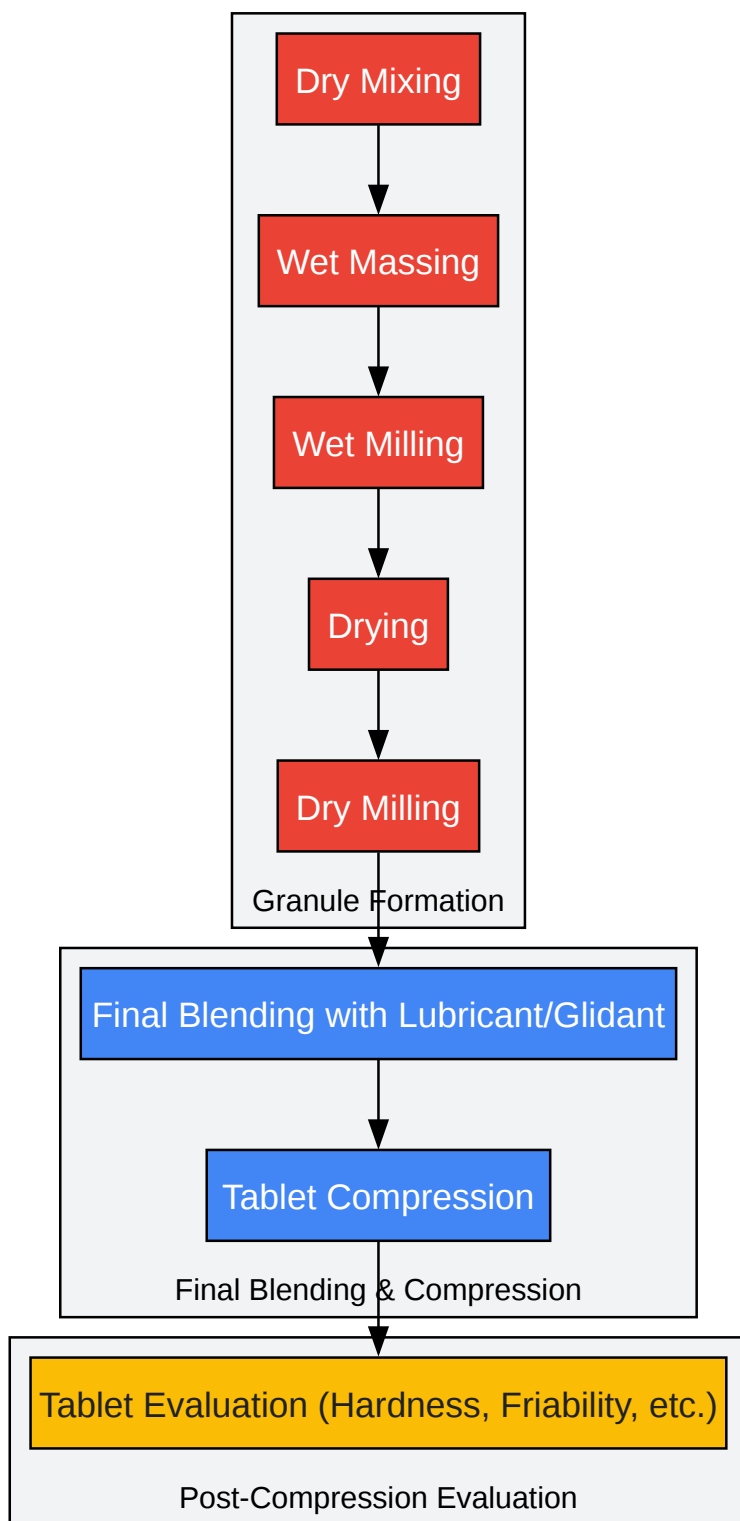 Dry Mixing
Wet Massing
Wet Milling
Drying
Dry Milling
Granule Formation
Final Blending with Lubricant/Glidant
Tablet Compression
Final Blending & Compression
Tablet Evaluation (Hardness, Friability, etc.)
Post-Compression Evaluation